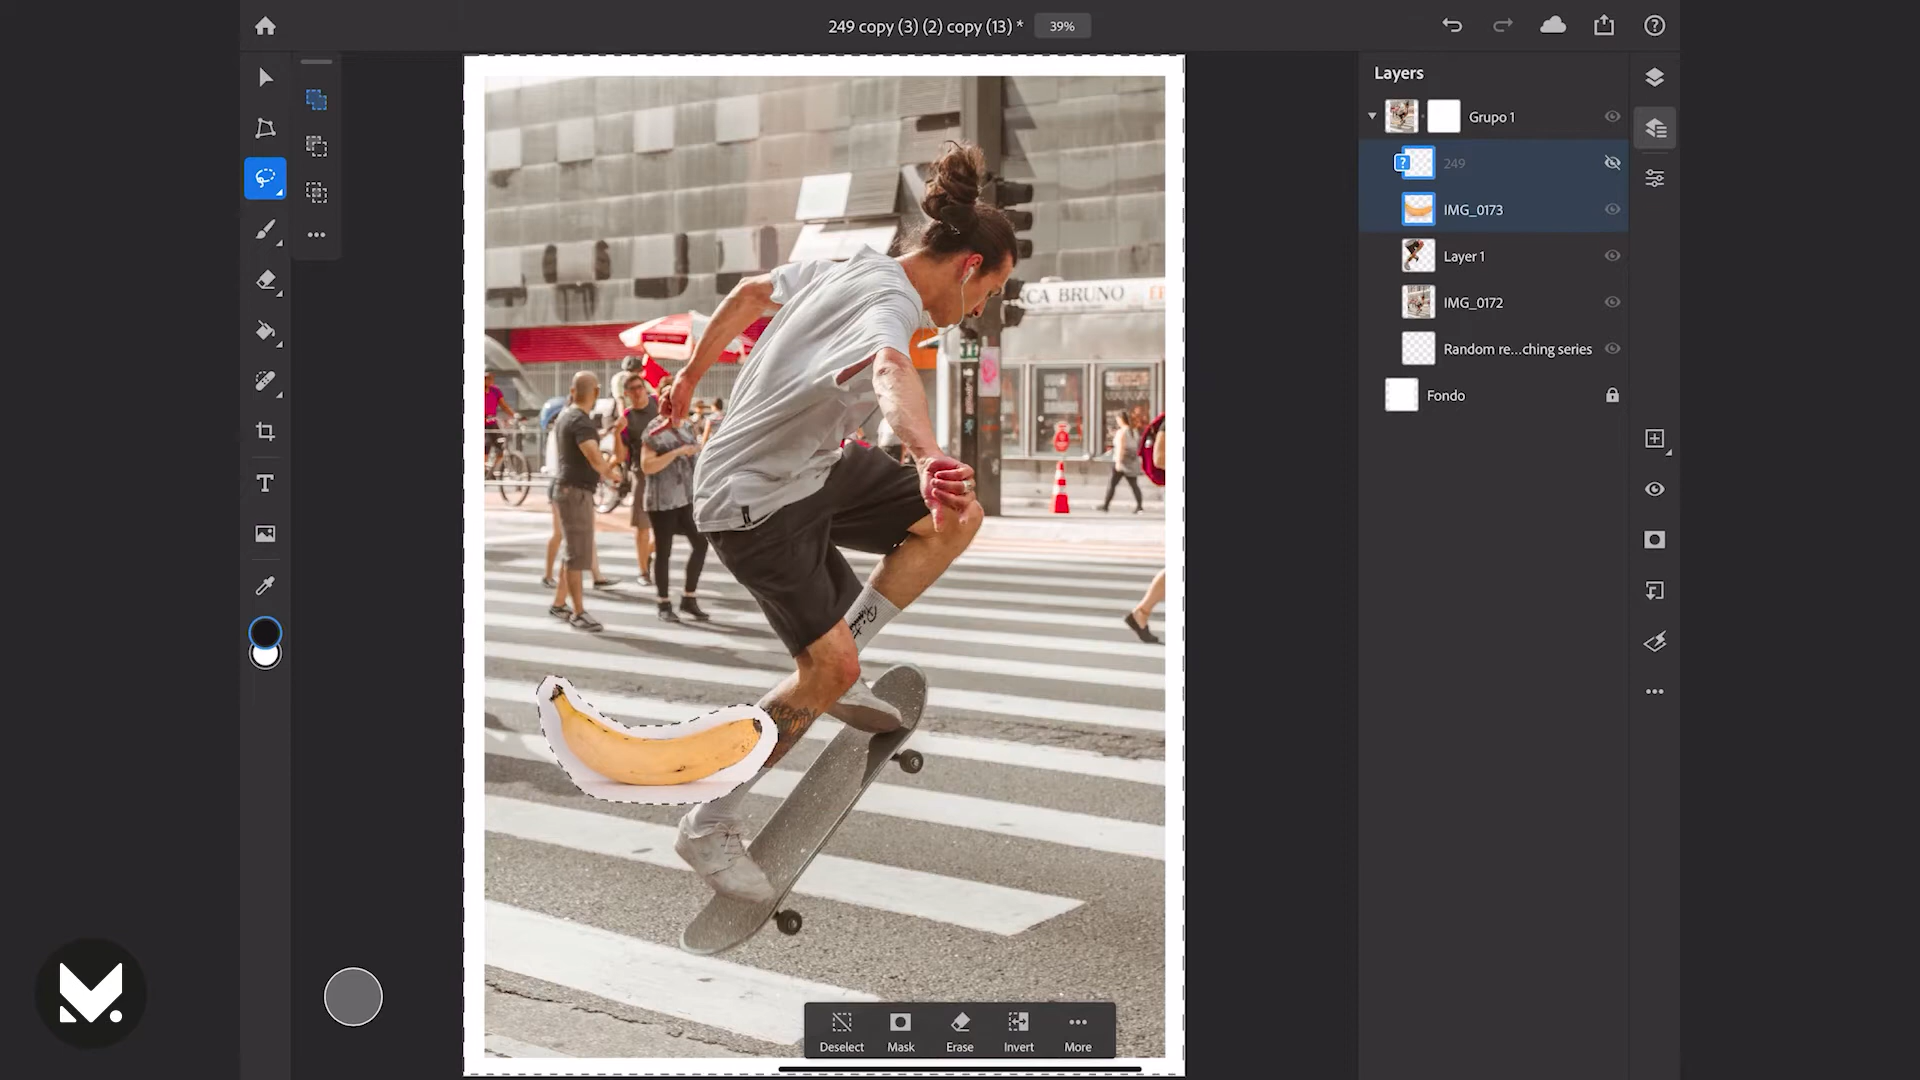 249 copy (3) (2) copy (13) *
39%
Layers
Grupo 1
249
IMG_0173
Layer 1
IMG_0172
Random re...ching series
Fondo
CA BRUNO
Deselect
Mask
Erase
Invert
More
M.